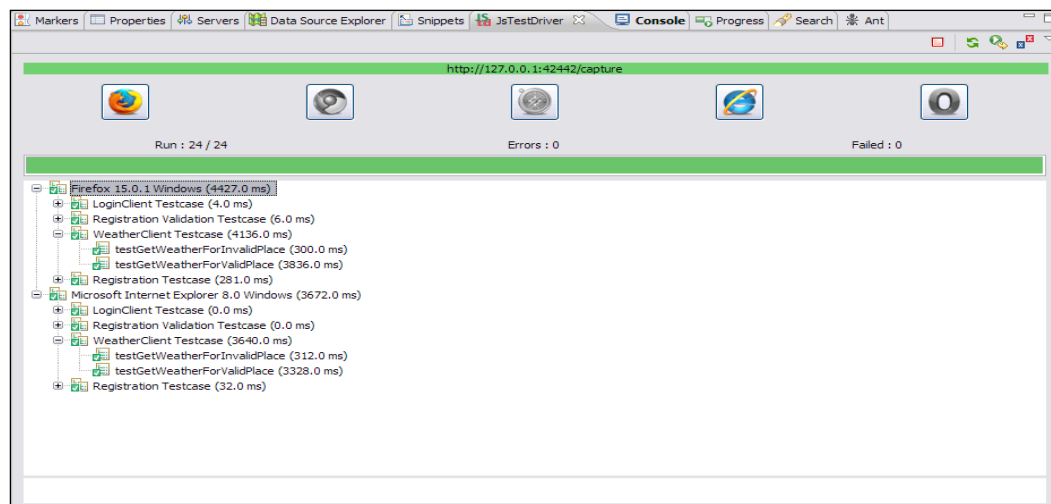 Markers Properties Servers Data Source Explorer Snippets JsTestDriver Console Progress Search Ant
http://127.0.0.1:42442/capture
Run : 24 / 24 Errors : 0 Failed : 0
Firefox 15.0.1 Windows (4427.0 ms)
LoginClient Testcase (4.0 ms)
Registration Validation Testcase (6.0 ms)
WeatherClient Testcase (4136.0 ms)
testGetWeatherForInvalidPlace (300.0 ms)
testGetWeatherForValidPlace (3836.0 ms)
Registration Testcase (281.0 ms)
Microsoft Internet Explorer 8.0 Windows (3672.0 ms)
LoginClient Testcase (0.0 ms)
Registration Validation Testcase (0.0 ms)
WeatherClient Testcase (3640.0 ms)
testGetWeatherForInvalidPlace (312.0 ms)
testGetWeatherForValidPlace (3328.0 ms)
Registration Testcase (32.0 ms)